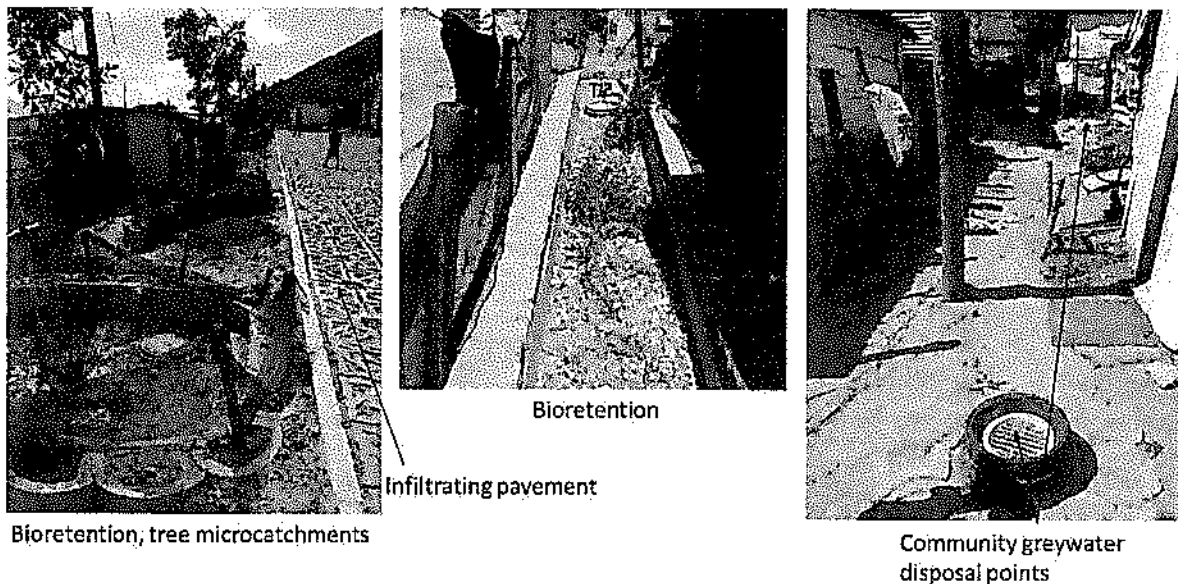 Bioretention, tree microcatchments
Infiltrating pavement
Bioretention
Community greywater
disposal points